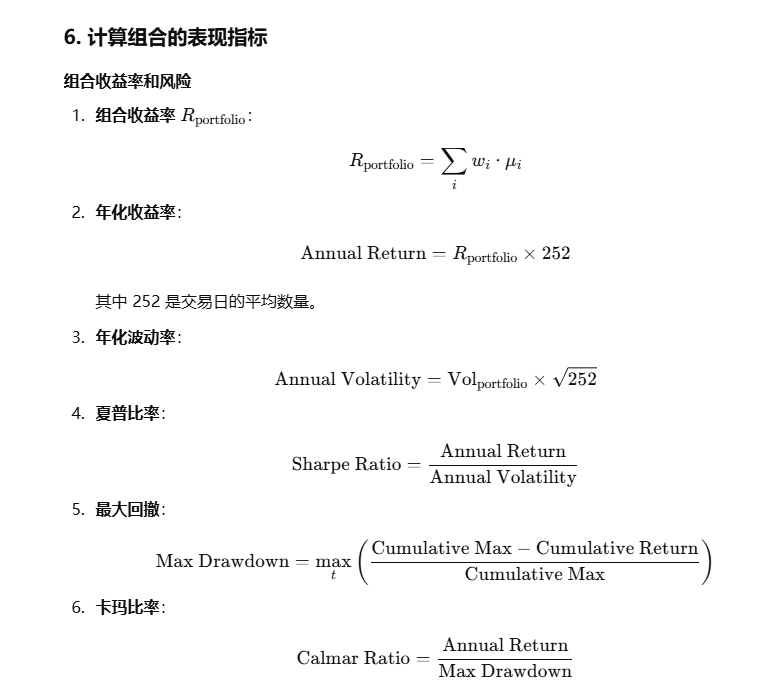 6. 计算组合的表现指标
组合收益率和风险
1. 组合收益率 $R_{\text{portfolio}}$:
$$R_{\text{portfolio}} = \sum_{i} w_i \cdot \mu_i$$
2. 年化收益率:
$$\text{Annual Return} = R_{\text{portfolio}} \times 252$$
其中 252 是交易日的平均数量。
3. 年化波动率:
$$\text{Annual Volatility} = \text{Vol}_{\text{portfolio}} \times \sqrt{252}$$
4. 夏普比率:
$$\text{Sharpe Ratio} = \frac{\text{Annual Return}}{\text{Annual Volatility}}$$
5. 最大回撤:
$$\text{Max Drawdown} = \max_{t} \left( \frac{\text{Cumulative Max} - \text{Cumulative Return}}{\text{Cumulative Max}} \right)$$
6. 卡玛比率:
$$\text{Calmar Ratio} = \frac{\text{Annual Return}}{\text{Max Drawdown}}$$